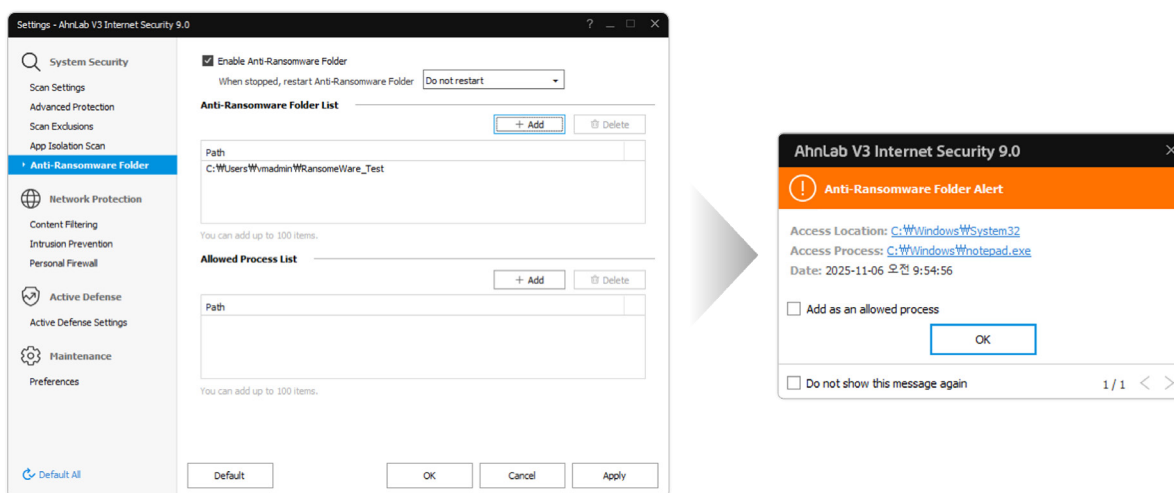 Settings - AhnLab V3 Internet Security 9.0
System Security
Scan Settings
Advanced Protection
Scan Exclusions
App Isolation Scan
Anti-Ransomware Folder
Network Protection
Content Filtering
Intrusion Prevention
Personal Firewall
Active Defense
Active Defense Settings
Maintenance
Preferences
Default All
Enable Anti-Ransomware Folder
When stopped, restart Anti-Ransomware Folder Do not restart
Anti-Ransomware Folder List
+ Add Delete
Path
C:₩Users₩vmadmin₩RansomeWare_Test
You can add up to 100 items.
Allowed Process List
+ Add Delete
Path
You can add up to 100 items.
Default OK Cancel Apply
AhnLab V3 Internet Security 9.0
Anti-Ransomware Folder Alert
Access Location: C:₩Windows₩System32
Access Process: C:₩Windows₩notepad.exe
Date: 2025-11-06 오전 9:54:56
Add as an allowed process
OK
Do not show this message again 1 / 1